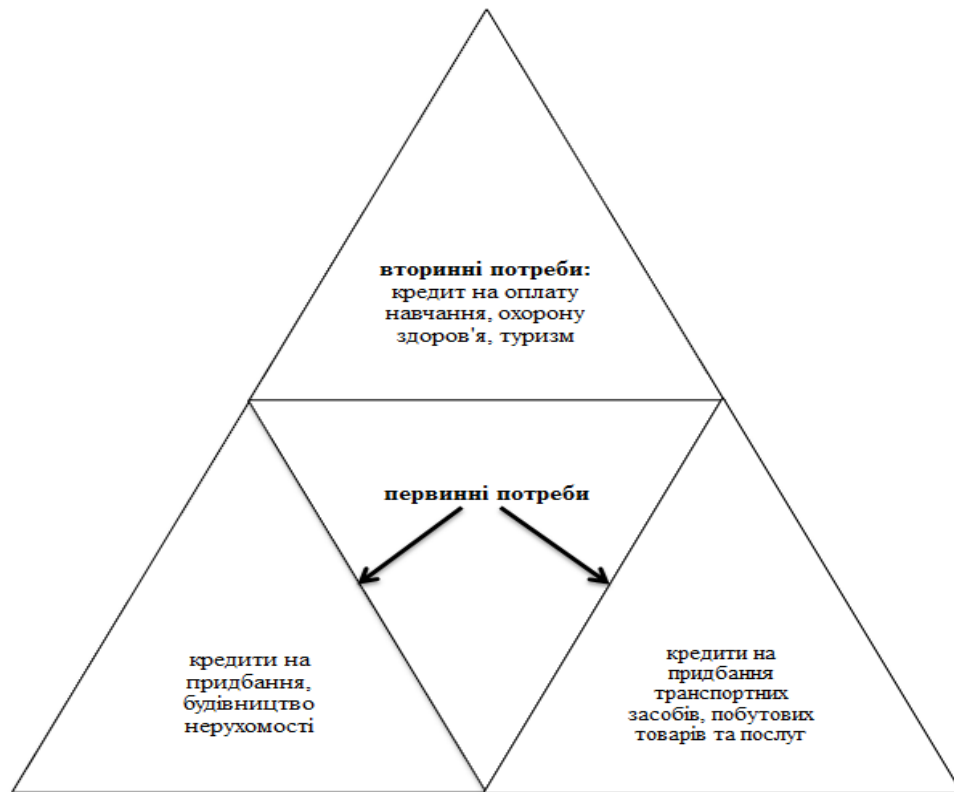 вторинні потреби:
кредит на оплату
навчання, охорону
здоров'я, туризм
первинні потреби
кредити на
придбання,
будівництво
нерухомості
кредити на
придбання
транспортних
засобів, побутових
товарів та послуг